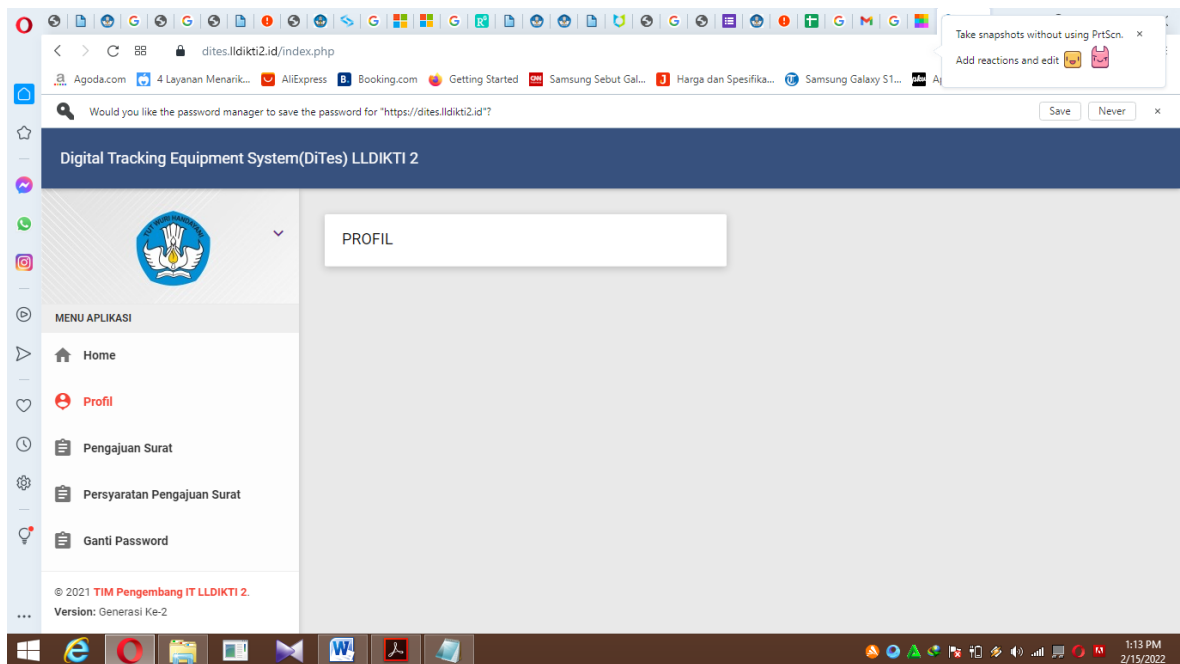 Take snapshots without using PrtScn.
Add reactions and edit
dites.lldikti2.id/index.php
Agoda.com
4 Layanan Menarik...
AliExpress
Booking.com
Getting Started
Samsung Sebut Gal...
Harga dan Spesifika...
Samsung Galaxy S1...
Would you like the password manager to save the password for "https://dites.lldikti2.id"?
Save
Never
Digital Tracking Equipment System(DiTes) LLDIKTI 2
TUT WURI HANDAYANI
PROFIL
MENU APLIKASI
Home
Profil
Pengajuan Surat
Persyaratan Pengajuan Surat
Ganti Password
© 2021 TIM Pengembang IT LLDIKTI 2.
Version: Generasi Ke-2
1:13 PM
2/15/2022